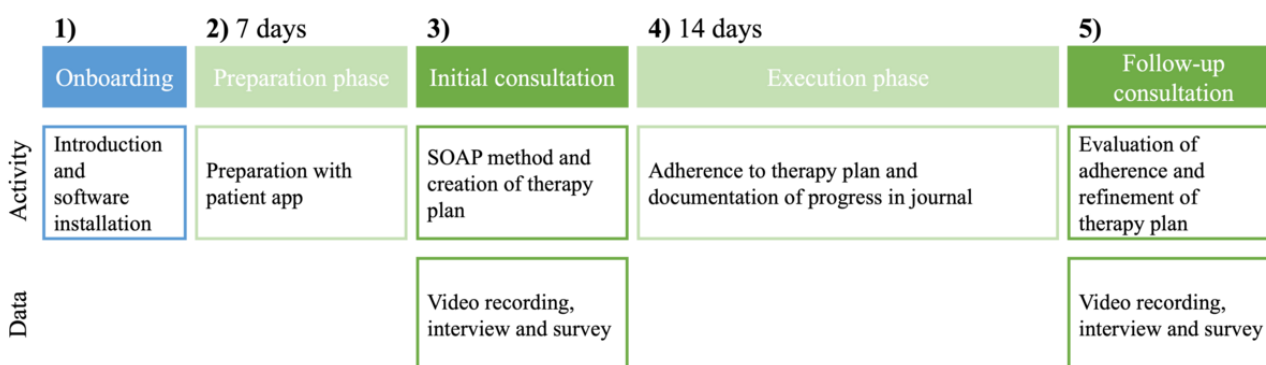 1)
2) 7 days
3)
4) 14 days
5)
Onboarding
Preparation phase
Initial consultation
Execution phase
Follow-up
consultation
Activity
Introduction
and
software
installation
Preparation with
patient app
SOAP method and
creation of therapy
plan
Adherence to therapy plan and
documentation of progress in journal
Evaluation of
adherence and
refinement of
therapy plan
Data
Video recording,
interview and survey
Video recording,
interview and survey